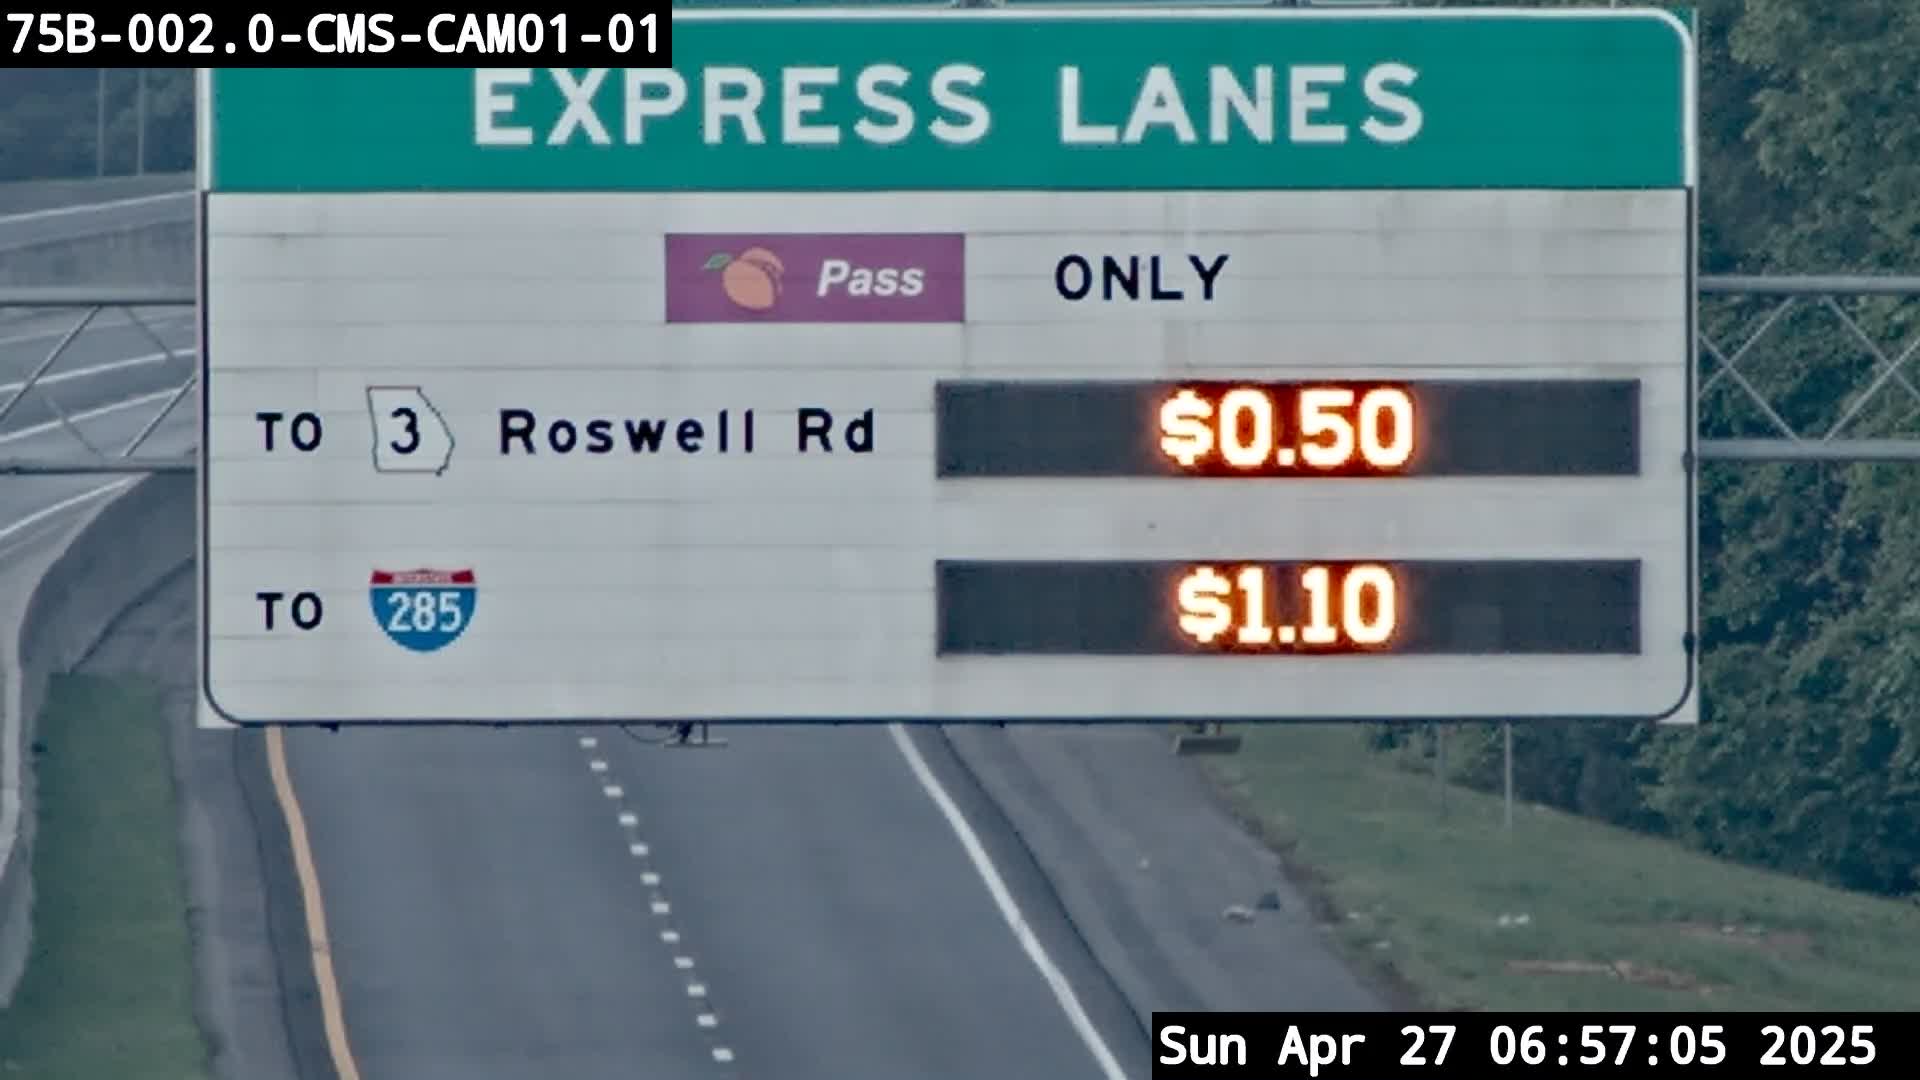 75B-002.0-CMS-CAM01-01
EXPRESS LANES
Pass ONLY
TO 3 Roswell Rd $0.50
TO 285 $1.10
Sun Apr 27 06:57:05 2025